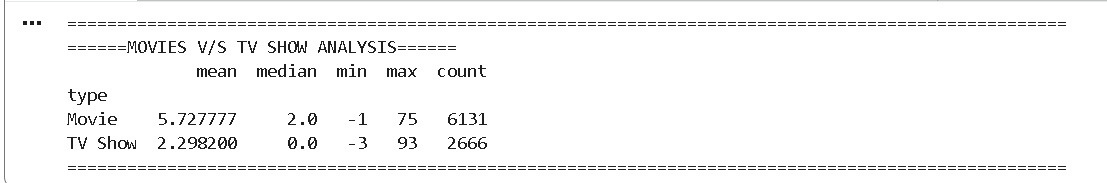 ••• ====================================================================================================
======MOVIES V/S TV SHOW ANALYSIS======
             mean  median  min  max  count
type
Movie    5.727777     2.0   -1   75   6131
TV Show  2.298200     0.0   -3   93   2666
====================================================================================================